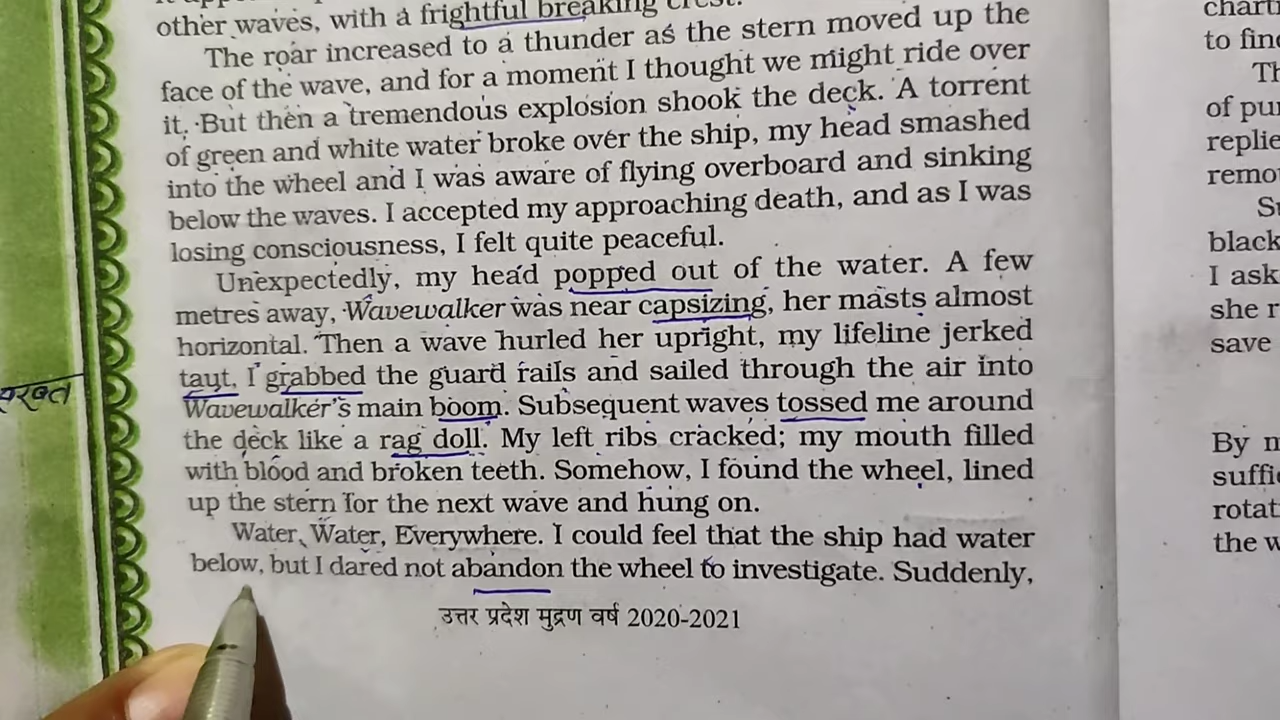 other waves, with a frightful breaking crest.
The roar increased to a thunder as the stern moved up the
face of the wave, and for a moment I thought we might ride over
it. But then a tremendous explosion shook the deck. A torrent
of green and white water broke over the ship, my head smashed
into the wheel and I was aware of flying overboard and sinking
below the waves. I accepted my approaching death, and as I was
losing consciousness, I felt quite peaceful.
Unexpectedly, my head popped out of the water. A few
metres away, Wavewalker was near capsizing, her masts almost
horizontal. Then a wave hurled her upright, my lifeline jerked
taut, I grabbed the guard rails and sailed through the air into
Wavewalker's main boom. Subsequent waves tossed me around
the deck like a rag doll. My left ribs cracked; my mouth filled
with blood and broken teeth. Somehow, I found the wheel, lined
up the stern for the next wave and hung on.
Water, Water, Everywhere. I could feel that the ship had water
below, but I dared not abandon the wheel to investigate. Suddenly,
उत्तर प्रदेश मुद्रण वर्ष 2020-2021
to
of
I ask
she
save
By
the